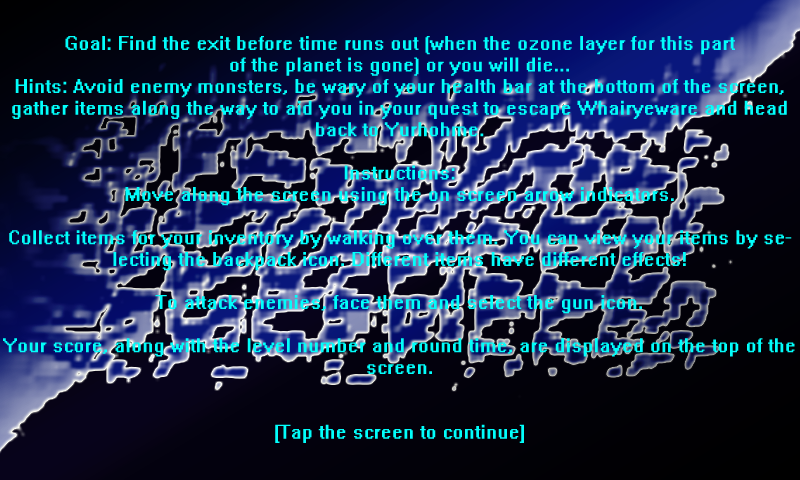 Goal: Find the exit before time runs out (when the ozone layer for this part
of the planet is gone) or you will die...
Hints: Avoid enemy monsters, be wary of your health bar at the bottom of the screen,
gather items along the way to aid you in your quest to escape Whairyeware and head
back to Yurhohme.
Instructions:
Move along the screen using the on screen arrow indicators.
Collect items for your Inventory by walking over them. You can view your items by se-
lecting the backpack icon. Different items have different effects!
To attack enemies, face them and select the gun icon.
Your score, along with the level number and round time, are displayed on the top of the
screen.
[Tap the screen to continue]